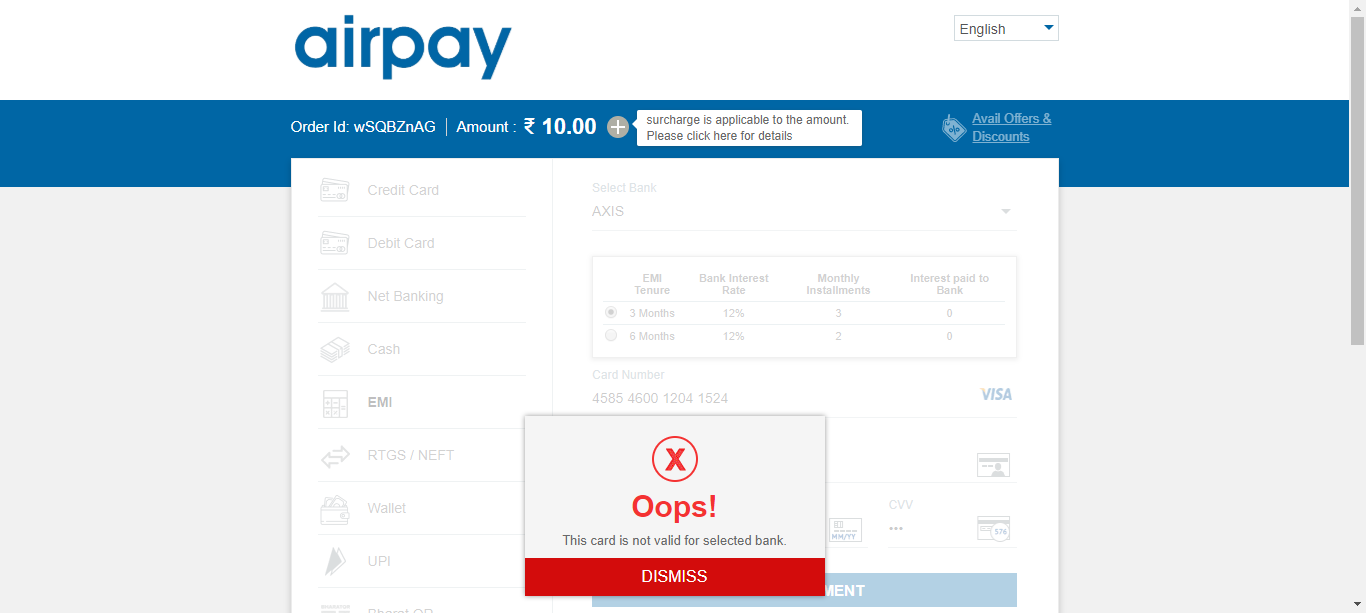 airpay
English
Order Id: wSQBZnAG
Amount : ₹ 10.00
surcharge is applicable to the amount.
Please click here for details
Avail Offers &
Discounts
Credit Card
Debit Card
Net Banking
Cash
EMI
RTGS / NEFT
Wallet
UPI
Bharat QR
Select Bank
AXIS
EMI Tenure
Bank Interest Rate
Monthly Installments
Interest paid to Bank
3 Months 12% 3 0
6 Months 12% 2 0
Card Number
4585 4600 1204 1524
VISA
MM/YY
CVV
•••
576
X
Oops!
This card is not valid for selected bank.
DISMISS
MENT